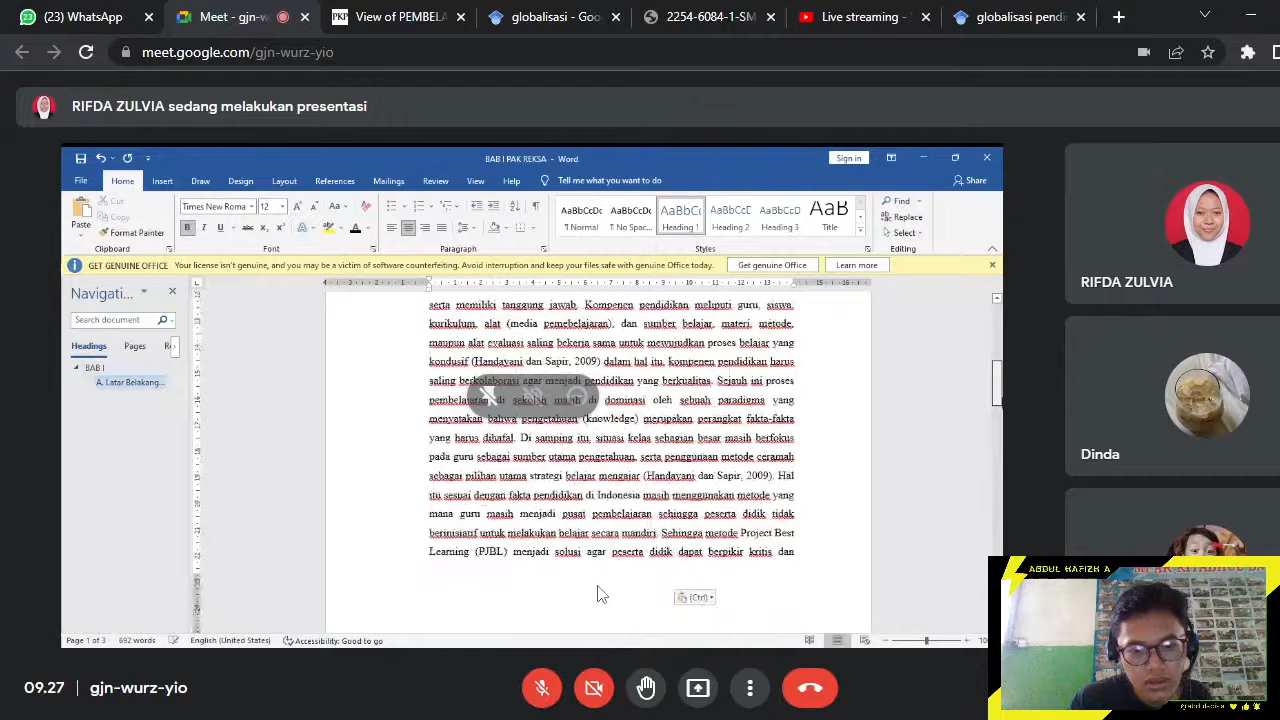 (23) WhatsApp
Meet - gjn-w
View of PEMBELA
globalisasi - Goo
2254-6087-1-SM
Live streaming -
globalisasi pendi
meet.google.com/gjn-wurz-yio
RIFDA ZULVIA sedang melakukan presentasi
BAB I PAK REKSA - Word
Sign in
File Home Insert Draw Design Layout References Mailings Review View Help Tell me what you want to do Share
Paste
Cut
Copy
Format Painter
Clipboard
Times New Roma 12
Font
Paragraph
AaBbCcDc AaBbCcDc AaBbC( AaBbCcD AaBbCcD AaB
¶ Normal ¶ No Spac... Heading 1 Heading 2 Heading 3 Title
Styles
Find
Replace
Select
Editing
GET GENUINE OFFICE Your license isn't genuine, and you may be a victim of software counterfeiting. Avoid interruption and keep your files safe with genuine Office today. Get genuine Office Learn more
Navigati...
Search document
Headings Pages
BAB I
A. Latar Belakang...
serta memiliki tanggung jawab. Kompenen pendidikan meliputi guru, siswa,
kurikulum, alat (media pemebelajaran), dan sumber belajar, materi, metode,
maupun alat evaluasi saling bekerja sama untuk mewujudkan proses belajar yang
kondusif (Handayani dan Sapir, 2009) dalam hal itu, kompenen pendidikan harus
saling berkolaborasi agar menjadi pendidikan yang berkualitas. Sejauh ini proses
pembelajaran di sekolah masih di dominasi oleh sebuah paradigma yang
menyatakan bahwa pengetahuan (knowledge) merupakan perangkat fakta-fakta
yang harus dihafal. Di samping itu, situasi kelas sebagian besar masih berfokus
pada guru sebagai sumber utama pengetahuan, serta penggunaan metode ceramah
sebagai pilihan utama strategi belajar mengajar (Handayani dan Sapir, 2009). Hal
itu sesuai dengan fakta pendidikan di Indonesia masih menggunakan metode yang
mana guru masih menjadi pusat pembelajaran sehingga peserta didik tidak
berinisiatif untuk melakukan belajar secara mandiri. Sehingga metode Project Best
Learning (PJBL) menjadi solusi agar peserta didik dapat berpikir kritis dan
(Ctrl)
Page 1 of 3 692 words English (United States) Accessibility: Good to go
RIFDA ZULVIA
Dinda
ABDUL HAFIZH A
09.27 gjn-wurz-yio